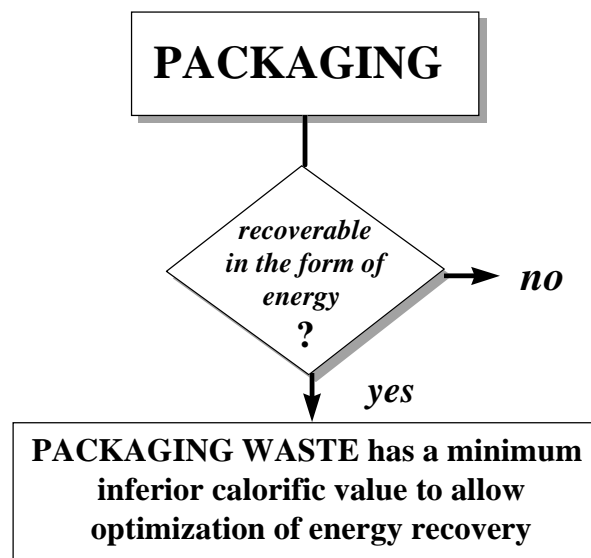 PACKAGING
recoverable
in the form of
energy
?
no
yes
PACKAGING WASTE has a minimum
inferior calorific value to allow
optimization of energy recovery